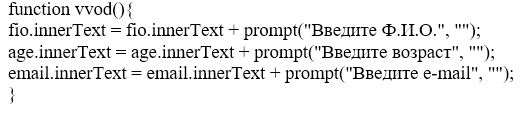 function vvod(){
fio.innerText = fio.innerText + prompt("Введите Ф.И.О.", "");
age.innerText = age.innerText + prompt("Введите возраст", "");
email.innerText = email.innerText + prompt("Введите e-mail", "");
}